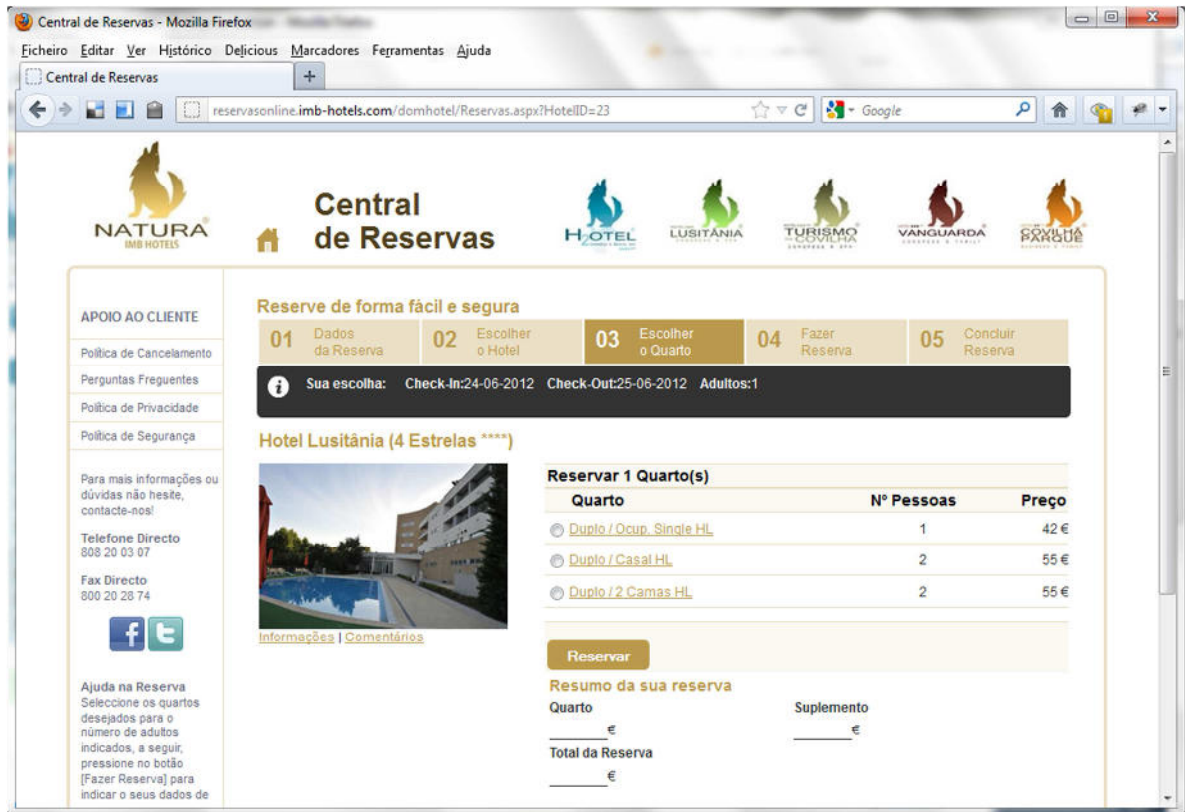 Central de Reservas - Mozilla Firefox
Ficheiro Editar Ver Histórico Delicious Marcadores Ferramentas Ajuda
Central de Reservas
reservasonline.imb-hotels.com/domhotel/Reservas.aspx?HotelID=23
Google
NATURA
IMB HOTELS
Central
de Reservas
H2OTEL
LUSITÂNIA
TURISMO
COVILHÃ
VANGUARDA
COVILHÃ
PARQUE
APOIO AO CLIENTE
Política de Cancelamento
Perguntas Frequentes
Política de Privacidade
Política de Segurança
Para mais informações ou
dúvidas não hesite,
contacte-nos!
Telefone Directo
808 20 03 07
Fax Directo
800 20 28 74
Ajuda na Reserva
Seleccione os quartos
desejados para o
número de adultos
indicados, a seguir,
pressione no botão
[Fazer Reserva] para
indicar o seus dados de
Reserve de forma fácil e segura
01 Dados da Reserva
02 Escolher o Hotel
03 Escolher o Quarto
04 Fazer Reserva
05 Concluir Reserva
Sua escolha: Check-In:24-06-2012 Check-Out:25-06-2012 Adultos:1
Hotel Lusitânia (4 Estrelas ****)
Informações | Comentários
Reservar 1 Quarto(s)
Quarto Nº Pessoas Preço
Duplo / Ocup. Single HL 1 42 €
Duplo / Casal HL 2 55 €
Duplo / 2 Camas HL 2 55 €
Reservar
Resumo da sua reserva
Quarto Suplemento
______€ ______€
Total da Reserva
______€